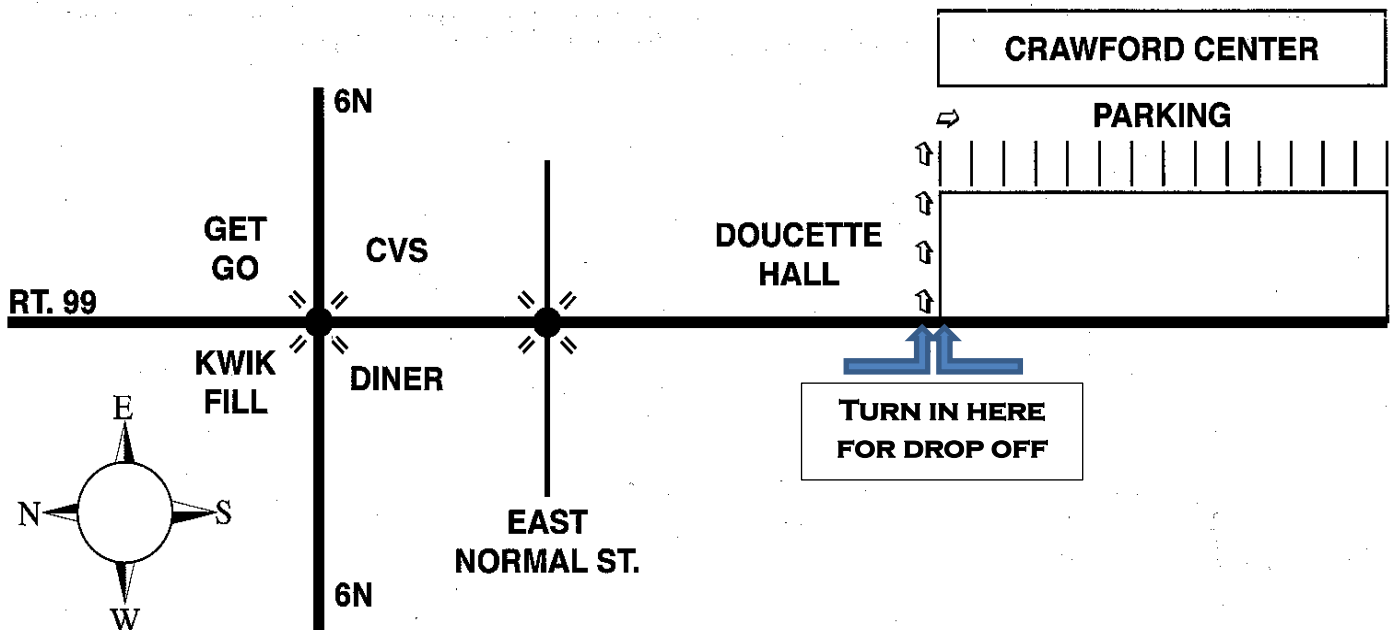 CRAWFORD CENTER
6N
PARKING
GET
GO
CVS
DOUCETTE
HALL
RT. 99
KWIK
FILL
DINER
TURN IN HERE
FOR DROP OFF
E
N
S
W
EAST
NORMAL ST.
6N